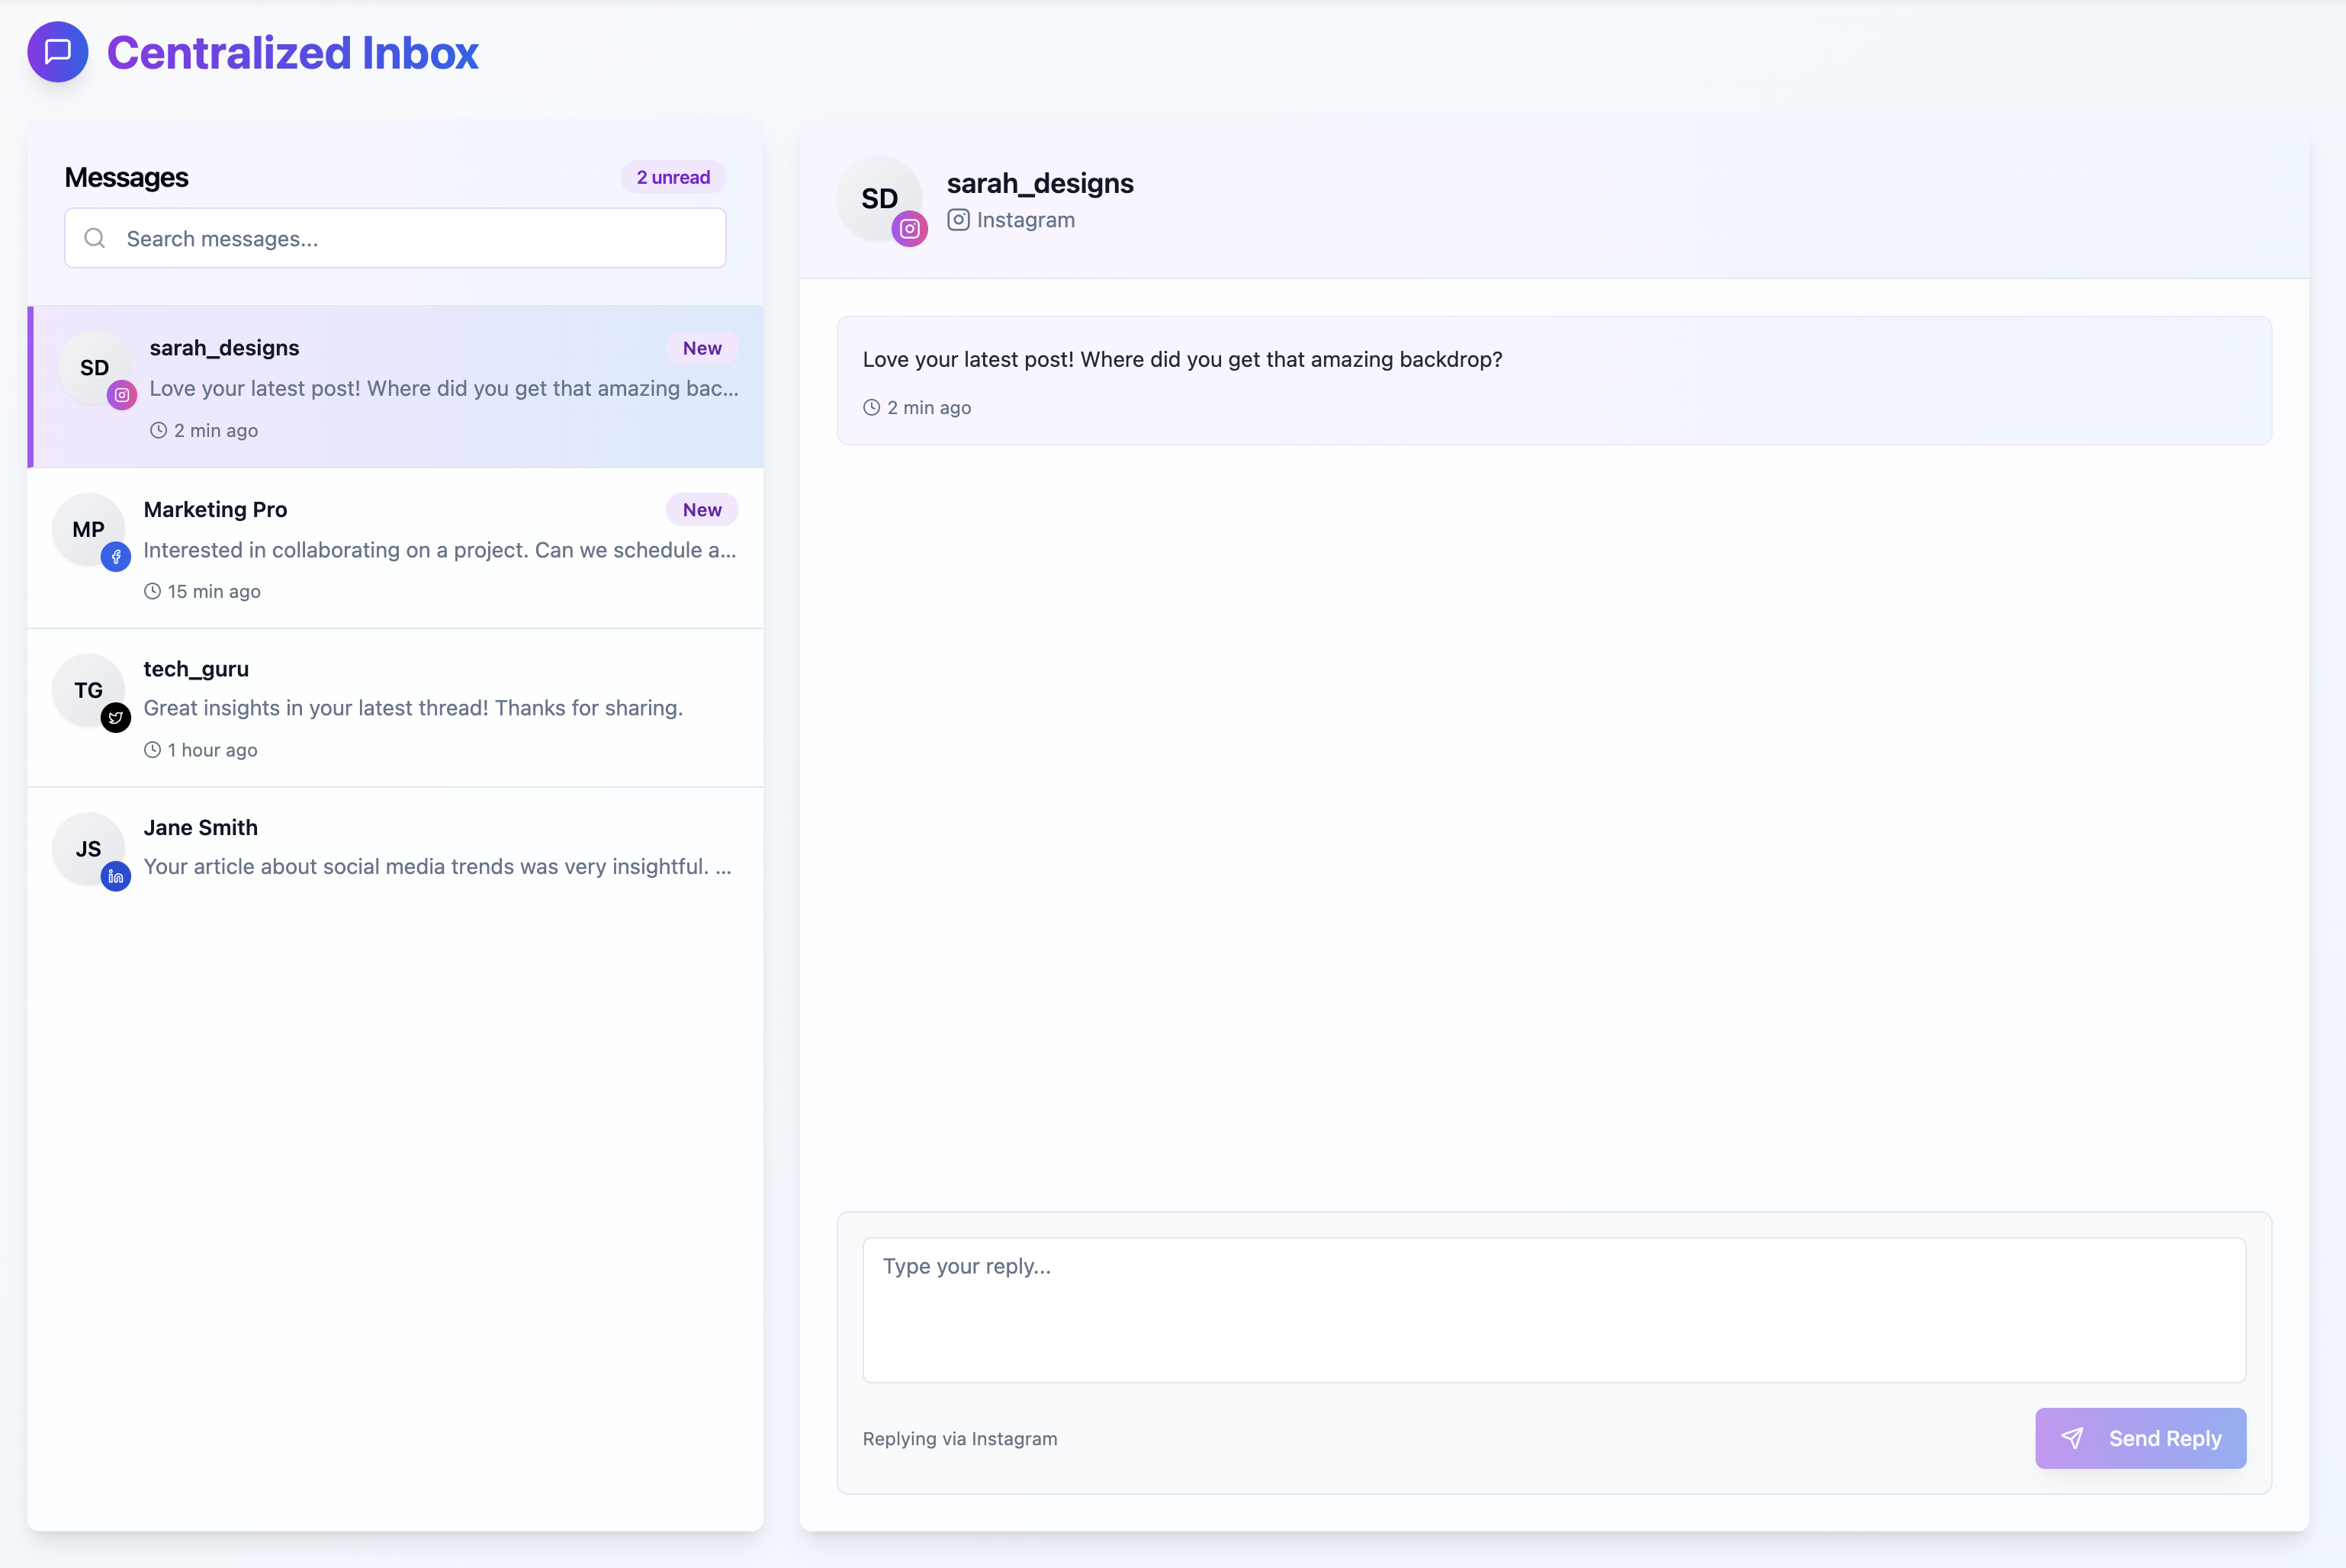 Centralized Inbox
Messages
2 unread
Search messages...
SD
sarah_designs
New
Love your latest post! Where did you get that amazing bac...
2 min ago
MP
Marketing Pro
New
Interested in collaborating on a project. Can we schedule a...
15 min ago
TG
tech_guru
Great insights in your latest thread! Thanks for sharing.
1 hour ago
JS
Jane Smith
Your article about social media trends was very insightful. ...
SD
sarah_designs
Instagram
Love your latest post! Where did you get that amazing backdrop?
2 min ago
Type your reply...
Replying via Instagram
Send Reply